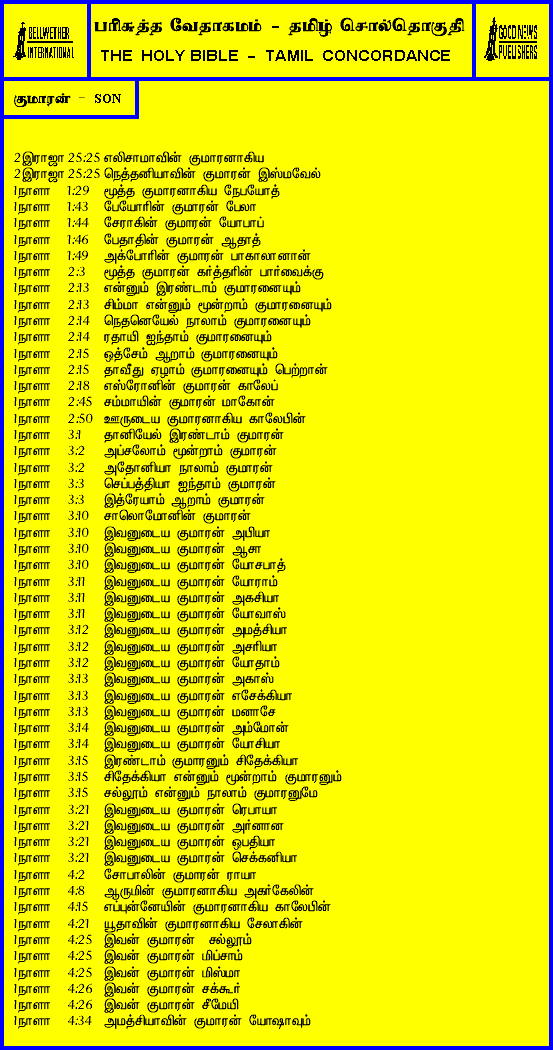 BELLWETHER
INTERNATIONAL
பரிசுத்த வேதாகமம் - தமிழ் சொல்தொகுதி
THE HOLY BIBLE - TAMIL CONCORDANCE
GOOD NEWS
PUBLISHERS
குமாரன் - SON
2இராஜா 25:25 எலிசாமாவின் குமாரனாகிய
2இராஜா 25:25 நெத்தனியாவின் குமாரன் இஸ்மவேல்
1நாளா 1:29 மூத்த குமாரனாகிய நேபயோத்
1நாளா 1:43 பேயோரின் குமாரன் பேலா
1நாளா 1:44 சேராகின் குமாரன் யோபாப்
1நாளா 1:46 பேதாதின் குமாரன் ஆதாத்
1நாளா 1:49 அக்போரின் குமாரன் பாகாலானான்
1நாளா 2:3 மூத்த குமாரன் கர்த்தரின் பார்வைக்கு
1நாளா 2:13 என்னும் இரண்டாம் குமாரனையும்
1நாளா 2:13 சிம்மா என்னும் மூன்றாம் குமாரனையும்
1நாளா 2:14 நெதனெயேல் நாலாம் குமாரனையும்
1நாளா 2:14 ரதாயி ஐந்தாம் குமாரனையும்
1நாளா 2:15 ஒத்சேம் ஆறாம் குமாரனையும்
1நாளா 2:15 தாவீது ஏழாம் குமாரனையும் பெற்றான்
1நாளா 2:18 எஸ்ரோனின் குமாரன் காலேப்
1நாளா 2:45 சம்மாயின் குமாரன் மாகோன்
1நாளா 2:50 ஊருடைய குமாரனாகிய காலேபின்
1நாளா 3:1 தானியேல் இரண்டாம் குமாரன்
1நாளா 3:2 அப்சலோம் மூன்றாம் குமாரன்
1நாளா 3:2 அதோனியா நாலாம் குமாரன்
1நாளா 3:3 செப்பத்தியா ஐந்தாம் குமாரன்
1நாளா 3:3 இத்ரேயாம் ஆறாம் குமாரன்
1நாளா 3:10 சாலொமோனின் குமாரன்
1நாளா 3:10 இவனுடைய குமாரன் அபியா
1நாளா 3:10 இவனுடைய குமாரன் ஆசா
1நாளா 3:10 இவனுடைய குமாரன் யோசபாத்
1நாளா 3:11 இவனுடைய குமாரன் யோராம்
1நாளா 3:11 இவனுடைய குமாரன் அகசியா
1நாளா 3:11 இவனுடைய குமாரன் யோவாஸ்
1நாளா 3:12 இவனுடைய குமாரன் அமத்சியா
1நாளா 3:12 இவனுடைய குமாரன் அசரியா
1நாளா 3:12 இவனுடைய குமாரன் யோதாம்
1நாளா 3:13 இவனுடைய குமாரன் அகாஸ்
1நாளா 3:13 இவனுடைய குமாரன் எசேக்கியா
1நாளா 3:13 இவனுடைய குமாரன் மனாசே
1நாளா 3:14 இவனுடைய குமாரன் அம்மோன்
1நாளா 3:14 இவனுடைய குமாரன் யோசியா
1நாளா 3:15 இரண்டாம் குமாரனும் சிதேக்கியா
1நாளா 3:15 சிதேக்கியா என்னும் மூன்றாம் குமாரனும்
1நாளா 3:15 சல்லூம் என்னும் நாலாம் குமாரனுமே
1நாளா 3:21 இவனுடைய குமாரன் ரெபாயா
1நாளா 3:21 இவனுடைய குமாரன் அர்னான
1நாளா 3:21 இவனுடைய குமாரன் ஒபதியா
1நாளா 3:21 இவனுடைய குமாரன் செக்கனியா
1நாளா 4:2 சோபாலின் குமாரன் ராயா
1நாளா 4:8 ஆருமின் குமாரனாகிய அகர்கேலின்
1நாளா 4:15 எப்புன்னேயின் குமாரனாகிய காலேபின்
1நாளா 4:21 யூதாவின் குமாரனாகிய சேலாகின்
1நாளா 4:25 இவன் குமாரன் சல்லூம்
1நாளா 4:25 இவன் குமாரன் மிப்சாம்
1நாளா 4:25 இவன் குமாரன் மிஸ்மா
1நாளா 4:26 இவன் குமாரன் சக்கூர்
1நாளா 4:26 இவன் குமாரன் சீமேயி
1நாளா 4:34 அமத்சியாவின் குமாரன் யோஷாவும்